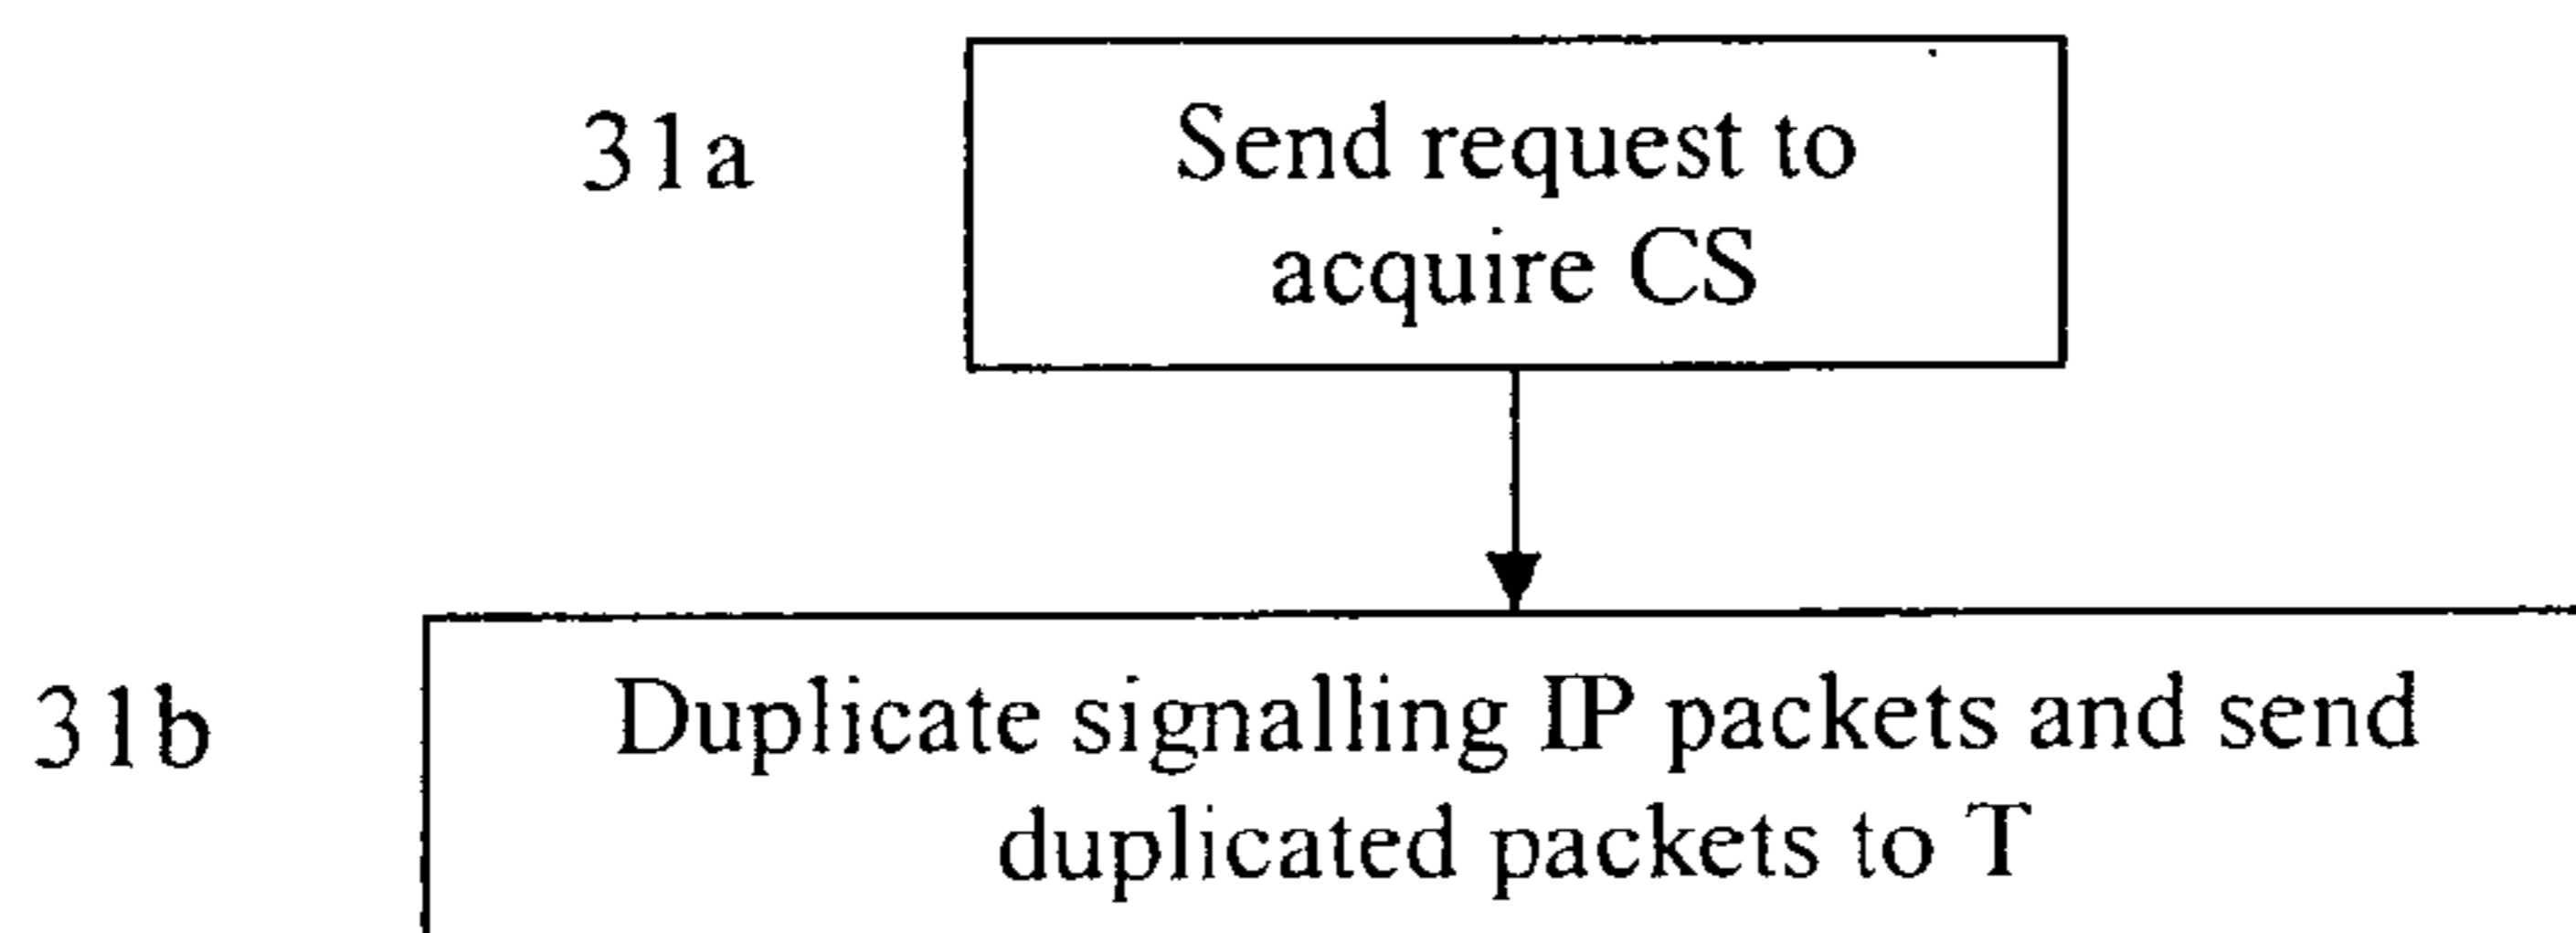 31a
Send request to
acquire CS
31b
Duplicate signalling IP packets and send
duplicated packets to T